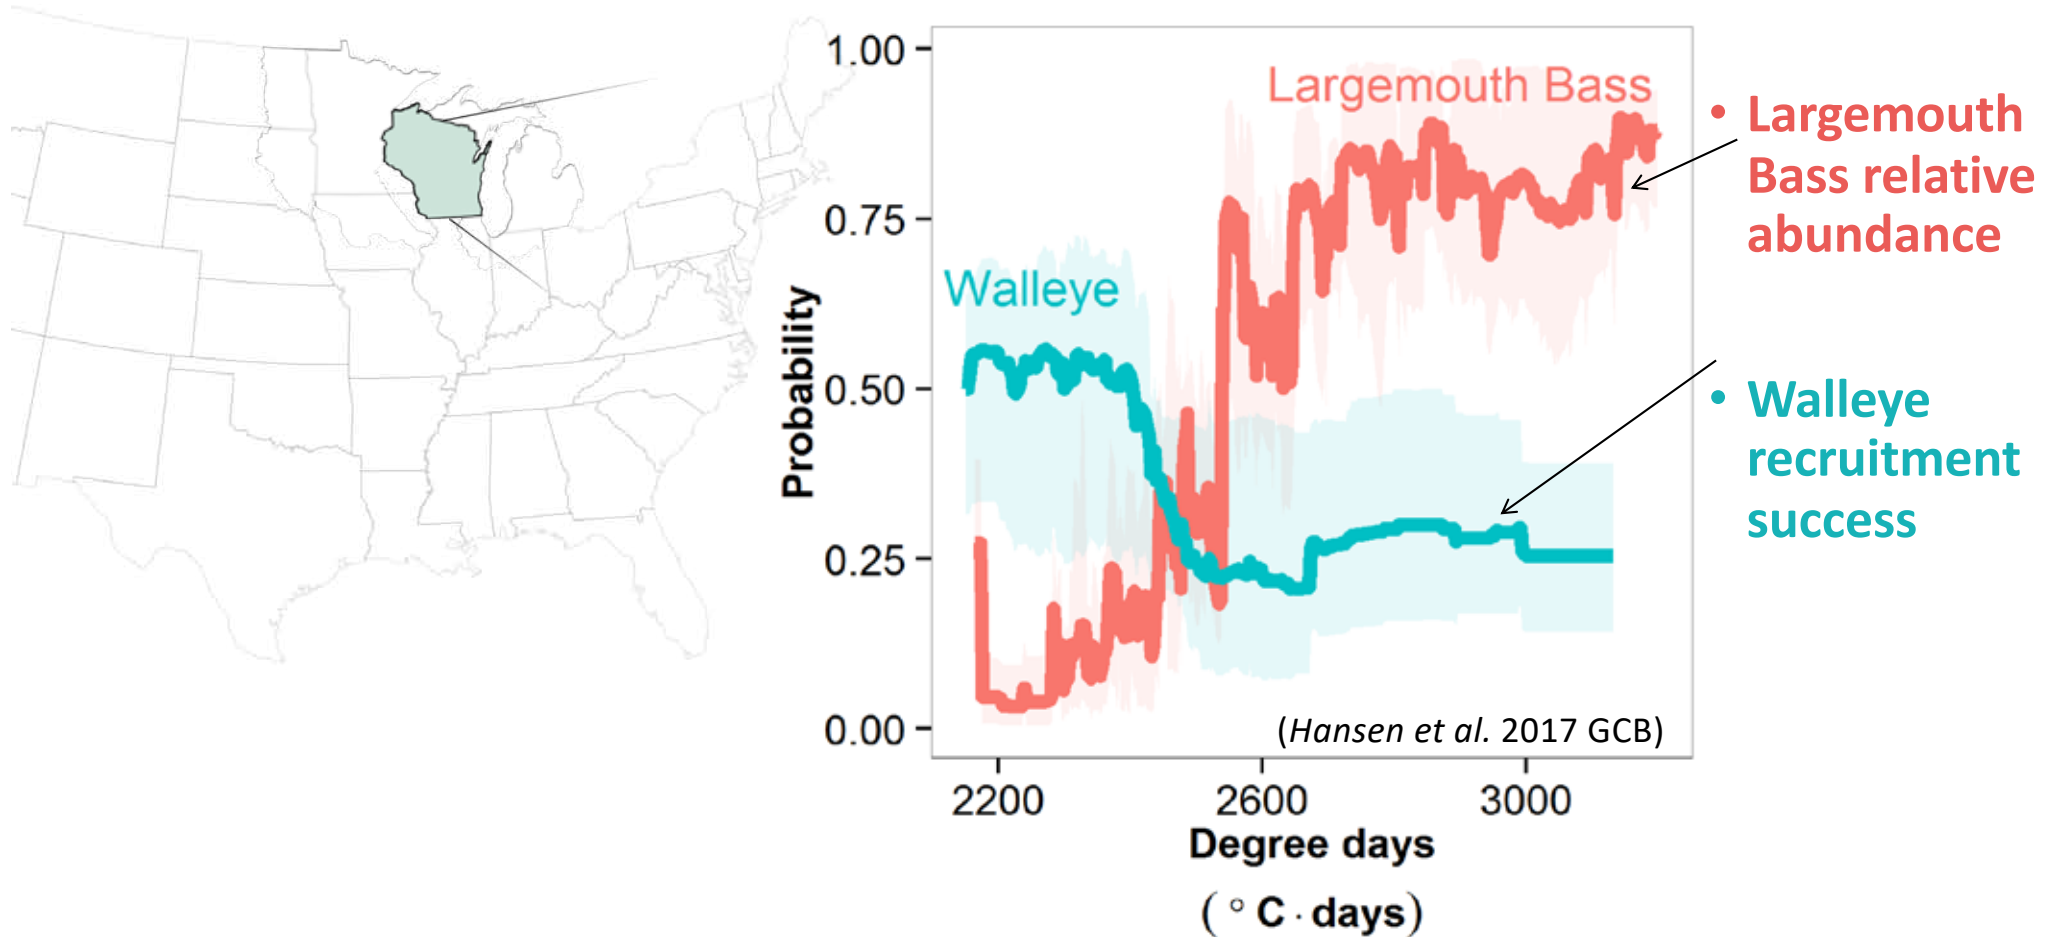 1.00
0.75
0.50
0.25
0.00
Probability
Largemouth Bass
Walleye
(Hansen et al. 2017 GCB)
2200 2600 3000
Degree days
(° C · days)
• Largemouth
Bass relative
abundance
• Walleye
recruitment
success